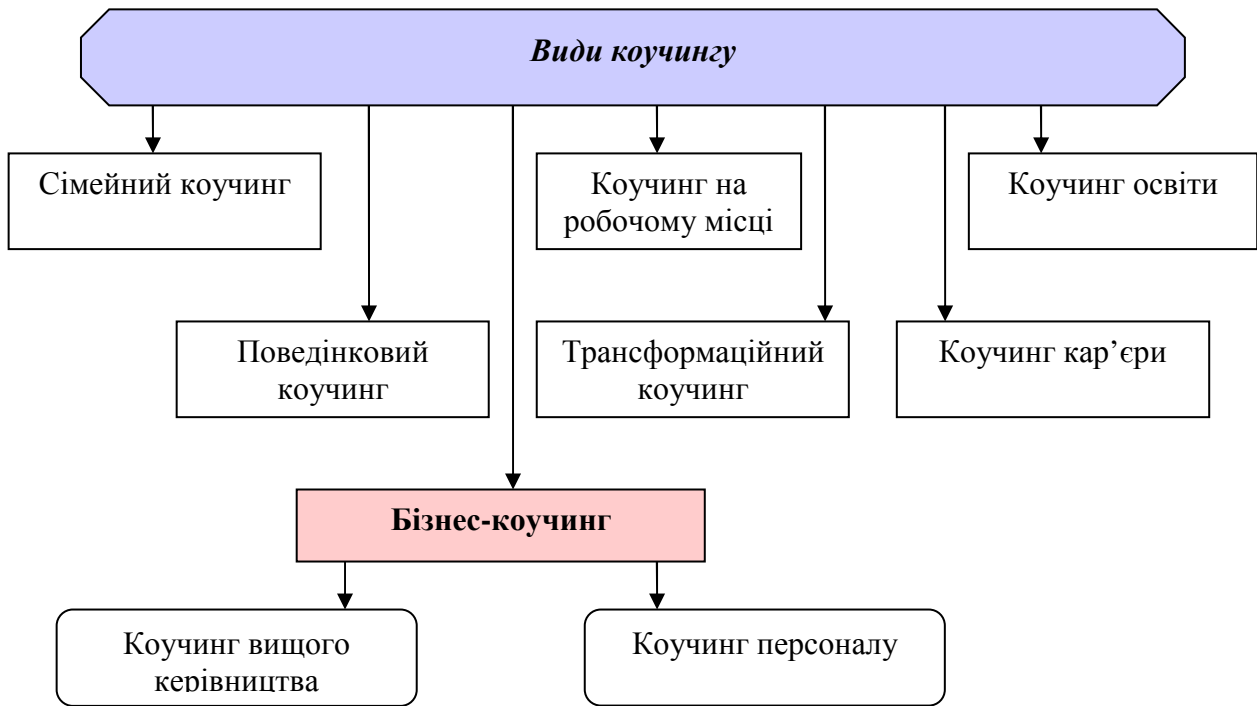 Види коучингу
Сімейний коучинг
Коучинг на
робочому місці
Коучинг освіти
Поведінковий
коучинг
Трансформаційний
коучинг
Коучинг кар’єри
Бізнес-коучинг
Коучинг вищого
керівництва
Коучинг персоналу